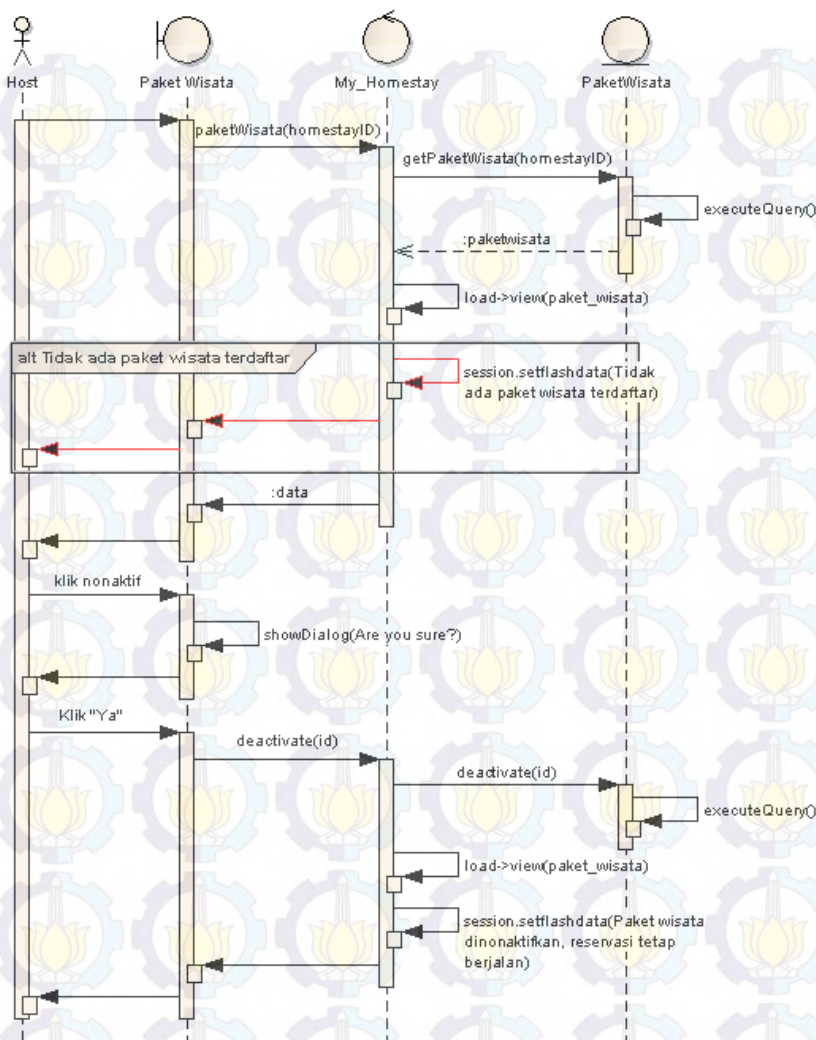 Host
Paket Wisata
My_Homestay
PaketWisata
paketWisata(homestayID)
getPaketWisata(homestayID)
executeQuery()
:paketwisata
load->view(paket_wisata)
alt Tidak ada paket wisata terdaftar
session.setflashdata(Tidak
ada paket wisata terdaftar)
:data
klik nonaktif
showDialog(Are you sure?)
Klik "Ya"
deactivate(id)
deactivate(id)
executeQuery()
load->view(paket_wisata)
session.setflashdata(Paket wisata
dinonaktifkan, reservasi tetap
berjalan)